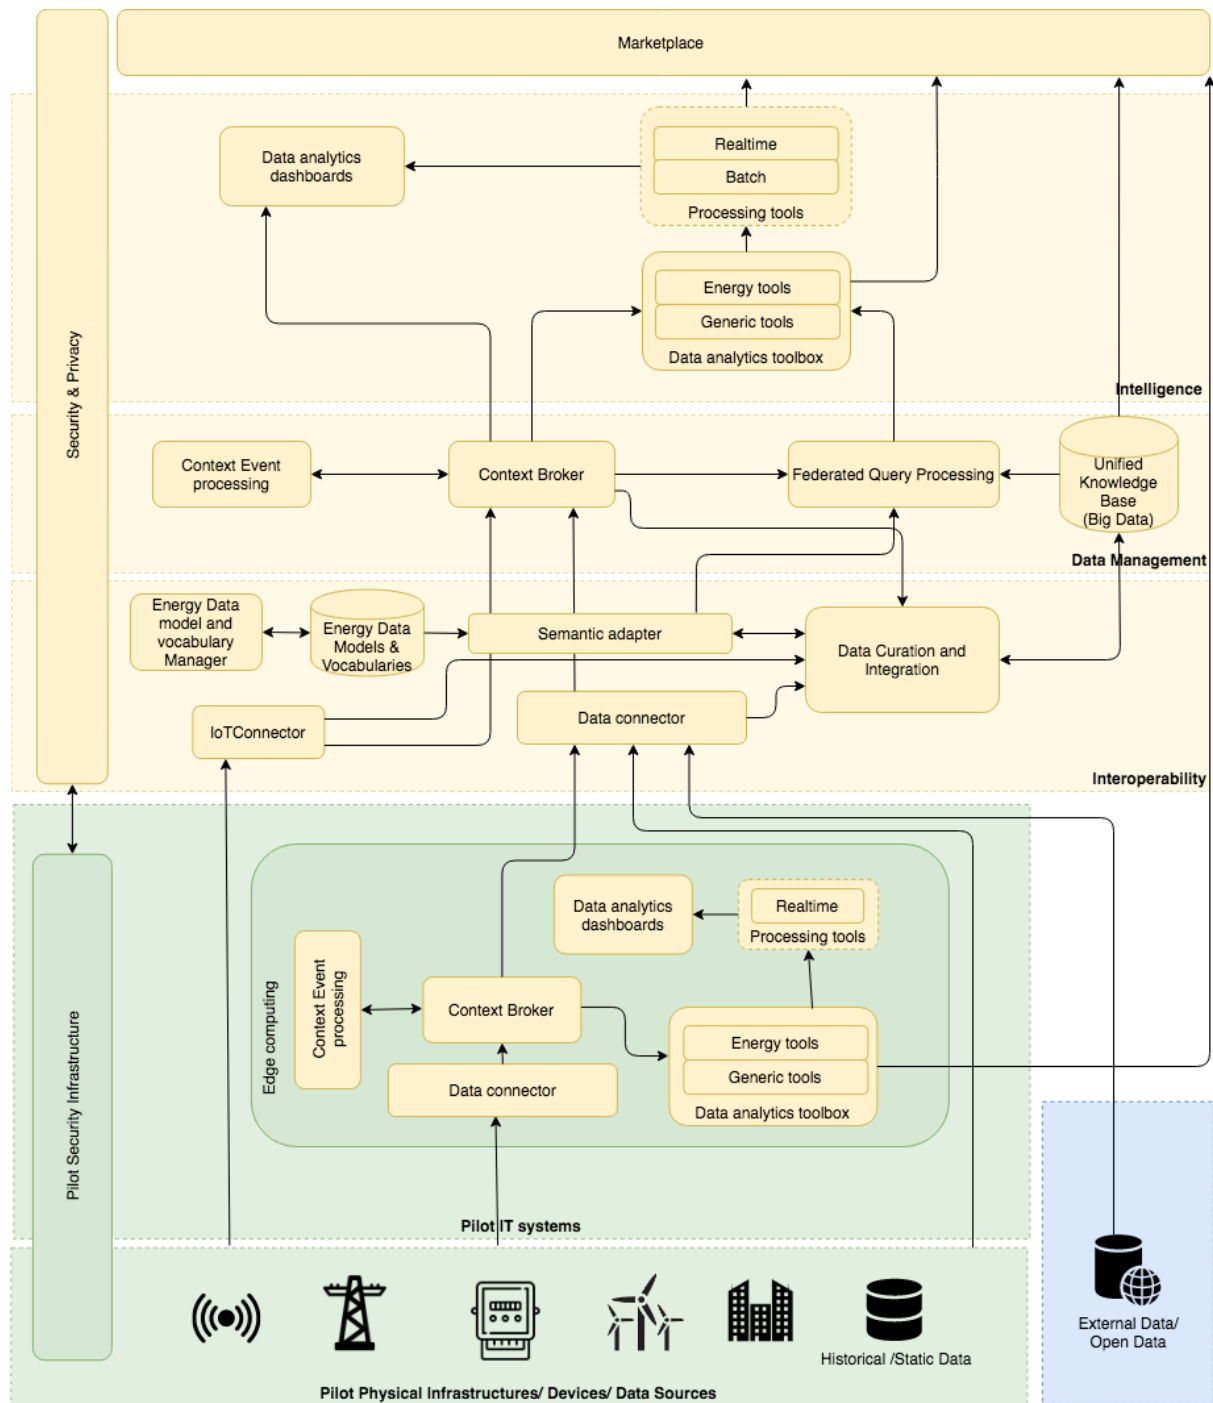 Marketplace
Security & Privacy
Data analytics
dashboards
Realtime
Batch
Processing tools
Energy tools
Generic tools
Data analytics toolbox
Intelligence
Context Event
processing
Context Broker
Federated Query Processing
Unified
Knowledge
Base
(Big Data)
Data Management
Energy Data
model and
vocabulary
Manager
Energy Data
Models &
Vocabularies
Semantic adapter
Data Curation and
Integration
IoTConnector
Data connector
Interoperability
Pilot Security Infrastructure
Edge computing
Context Event
processing
Data analytics
dashboards
Realtime
Processing tools
Context Broker
Data connector
Energy tools
Generic tools
Data analytics toolbox
Pilot IT systems
Historical /Static Data
Pilot Physical Infrastructures/ Devices/ Data Sources
External Data/
Open Data